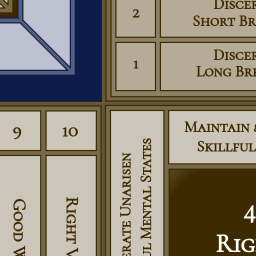 2
Discer
Short Br
1
Discer
Long Bre
9
10
Good W
Right V
erate Unarisen
ul Mental States
Maintain
Skillful
4
Rig